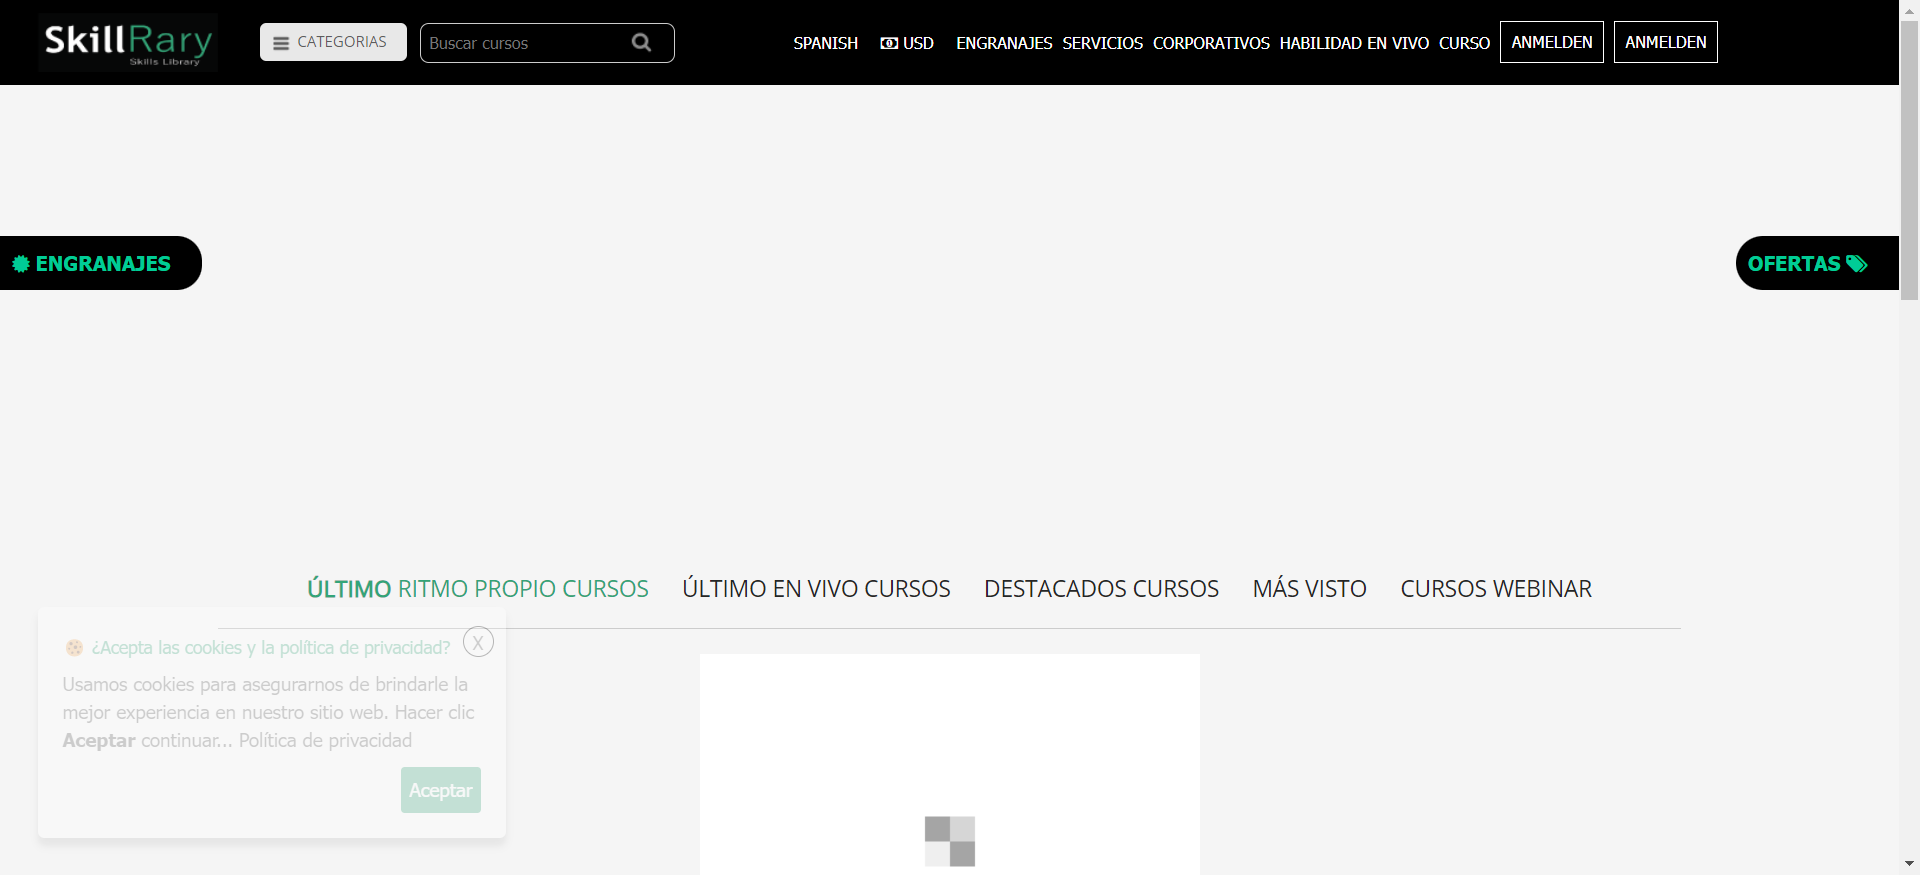 SkillRary
Skills Library
CATEGORIAS
Buscar cursos
SPANISH
USD
ENGRANAJES
SERVICIOS
CORPORATIVOS
HABILIDAD EN VIVO
CURSO
ANMELDEN
ANMELDEN
ENGRANAJES
OFERTAS
ÚLTIMO RITMO PROPIO CURSOS
ÚLTIMO EN VIVO CURSOS
DESTACADOS CURSOS
MÁS VISTO
CURSOS WEBINAR
¿Acepta las cookies y la política de privacidad?
X
Usamos cookies para asegurarnos de brindarle la
mejor experiencia en nuestro sitio web. Hacer clic
Aceptar continuar... Política de privacidad
Aceptar